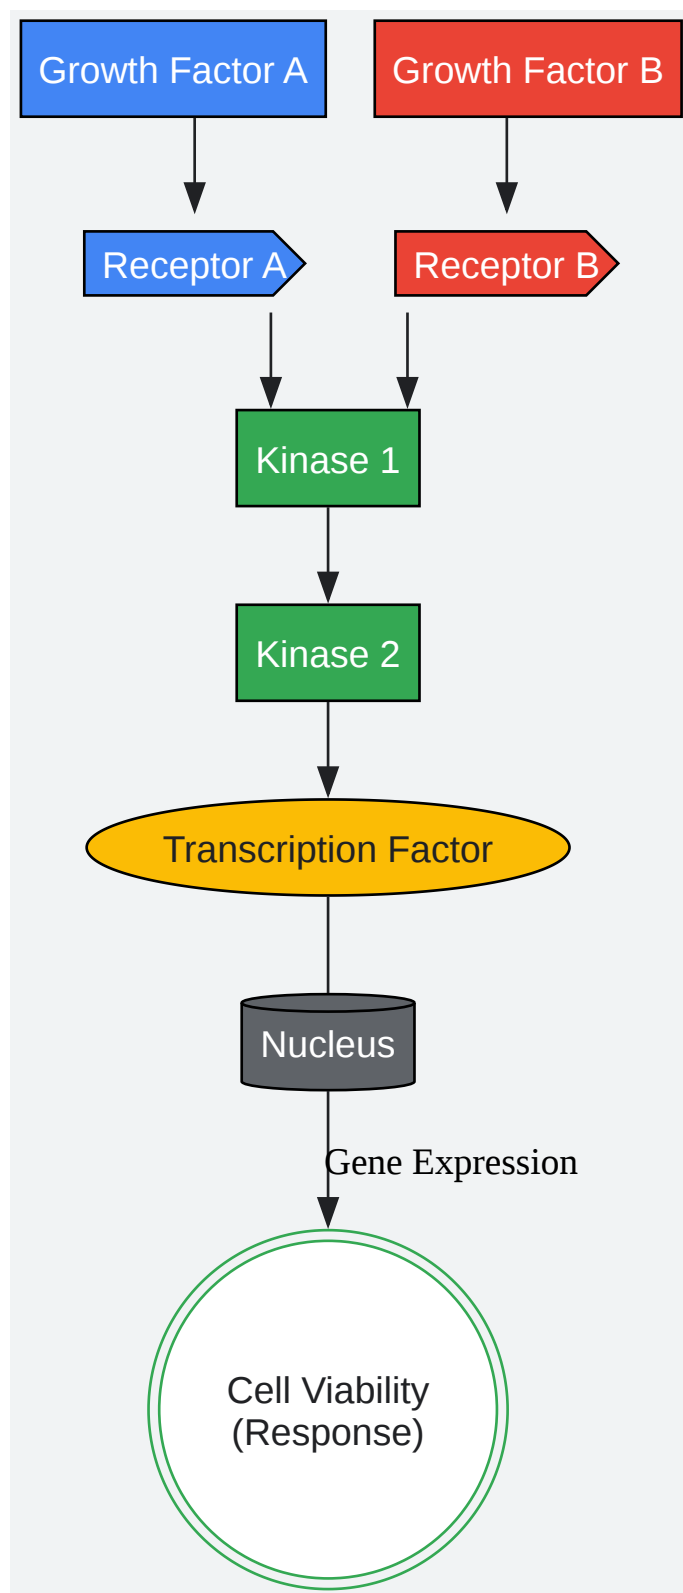 Growth Factor A
Growth Factor B
Receptor A
Receptor B
Kinase 1
Kinase 2
Transcription Factor
Nucleus
Gene Expression
Cell Viability
(Response)